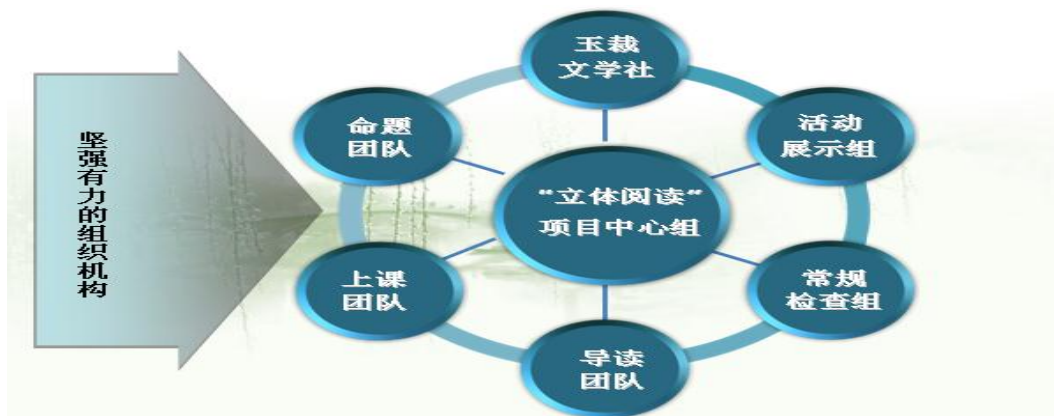 坚强有力的组织机构
玉裁
文学社
活动
展示组
常规
检查组
导读
团队
上课
团队
命题
团队
“立体阅读“
项目中心组